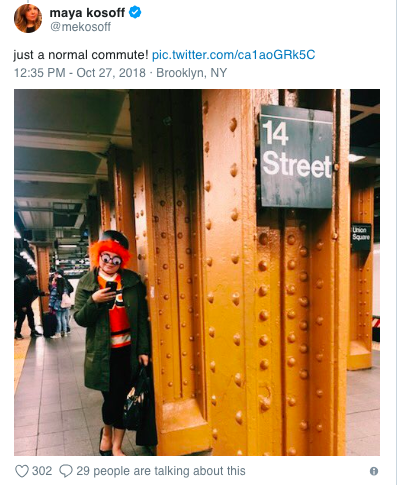 maya kosoff
@mekosoff
just a normal commute! pic.twitter.com/ca1aoGRk5C
12:35 PM - Oct 27, 2018 · Brooklyn, NY
14
Street
Union
Square
302 29 people are talking about this